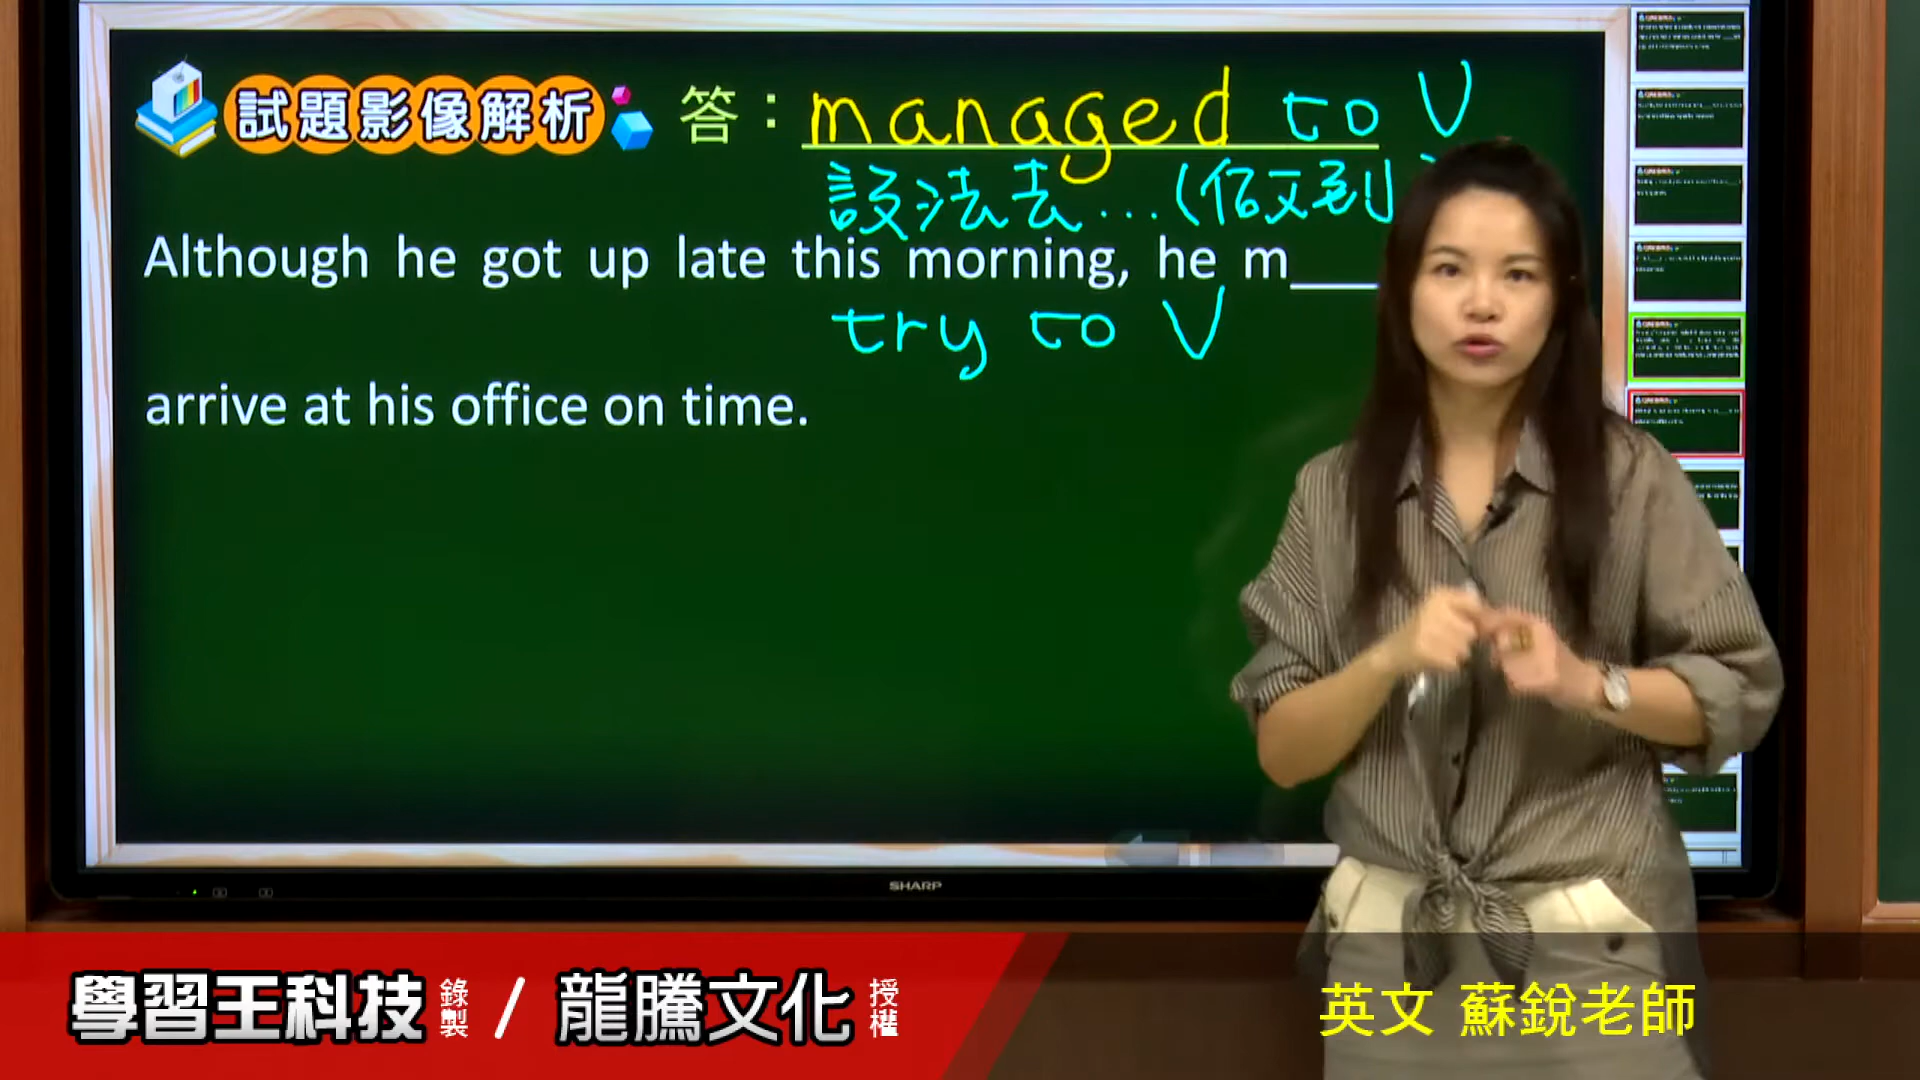 試題影像解析 答：managed to V
設法去...(做到
Although he got up late this morning, he m____
try to V
arrive at his office on time.
SHARP
學習王科技 錄製 / 龍騰文化 授權
英文 蘇銳老師